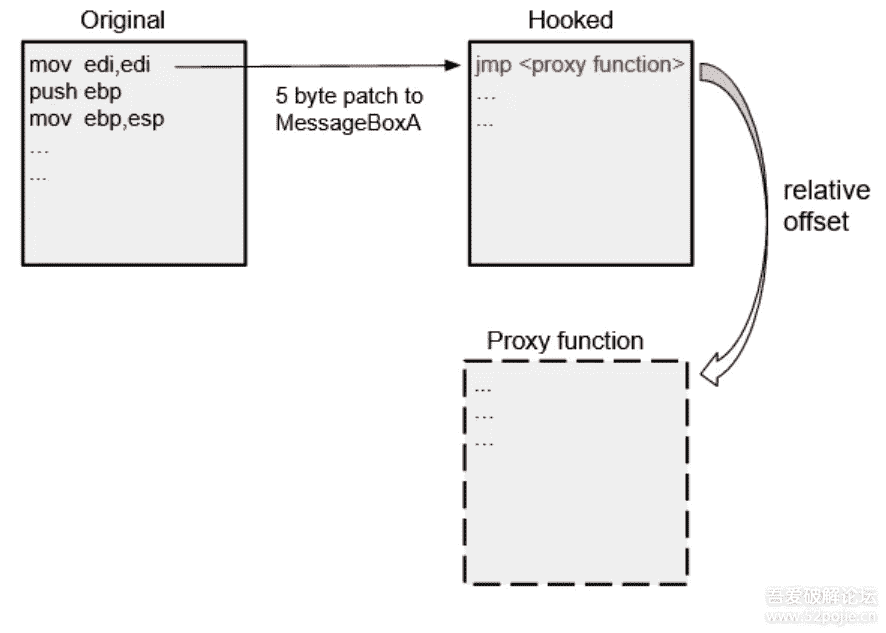 Original
Hooked
mov edi,edi
push ebp
mov ebp,esp
...
...
5 byte patch to
MessageBoxA
jmp <proxy function>
...
...
relative
offset
Proxy function
...
...
...
吾爱破解论坛
www.52pojie.cn